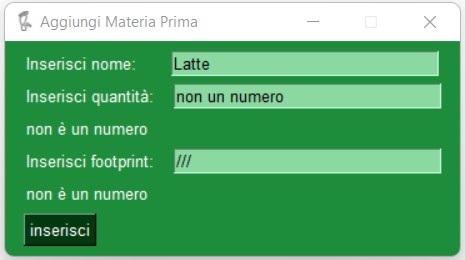 Aggiungi Materia Prima
Inserisci nome: Latte
Inserisci quantità: non un numero
non è un numero
Inserisci footprint: ///
non è un numero
inserisci